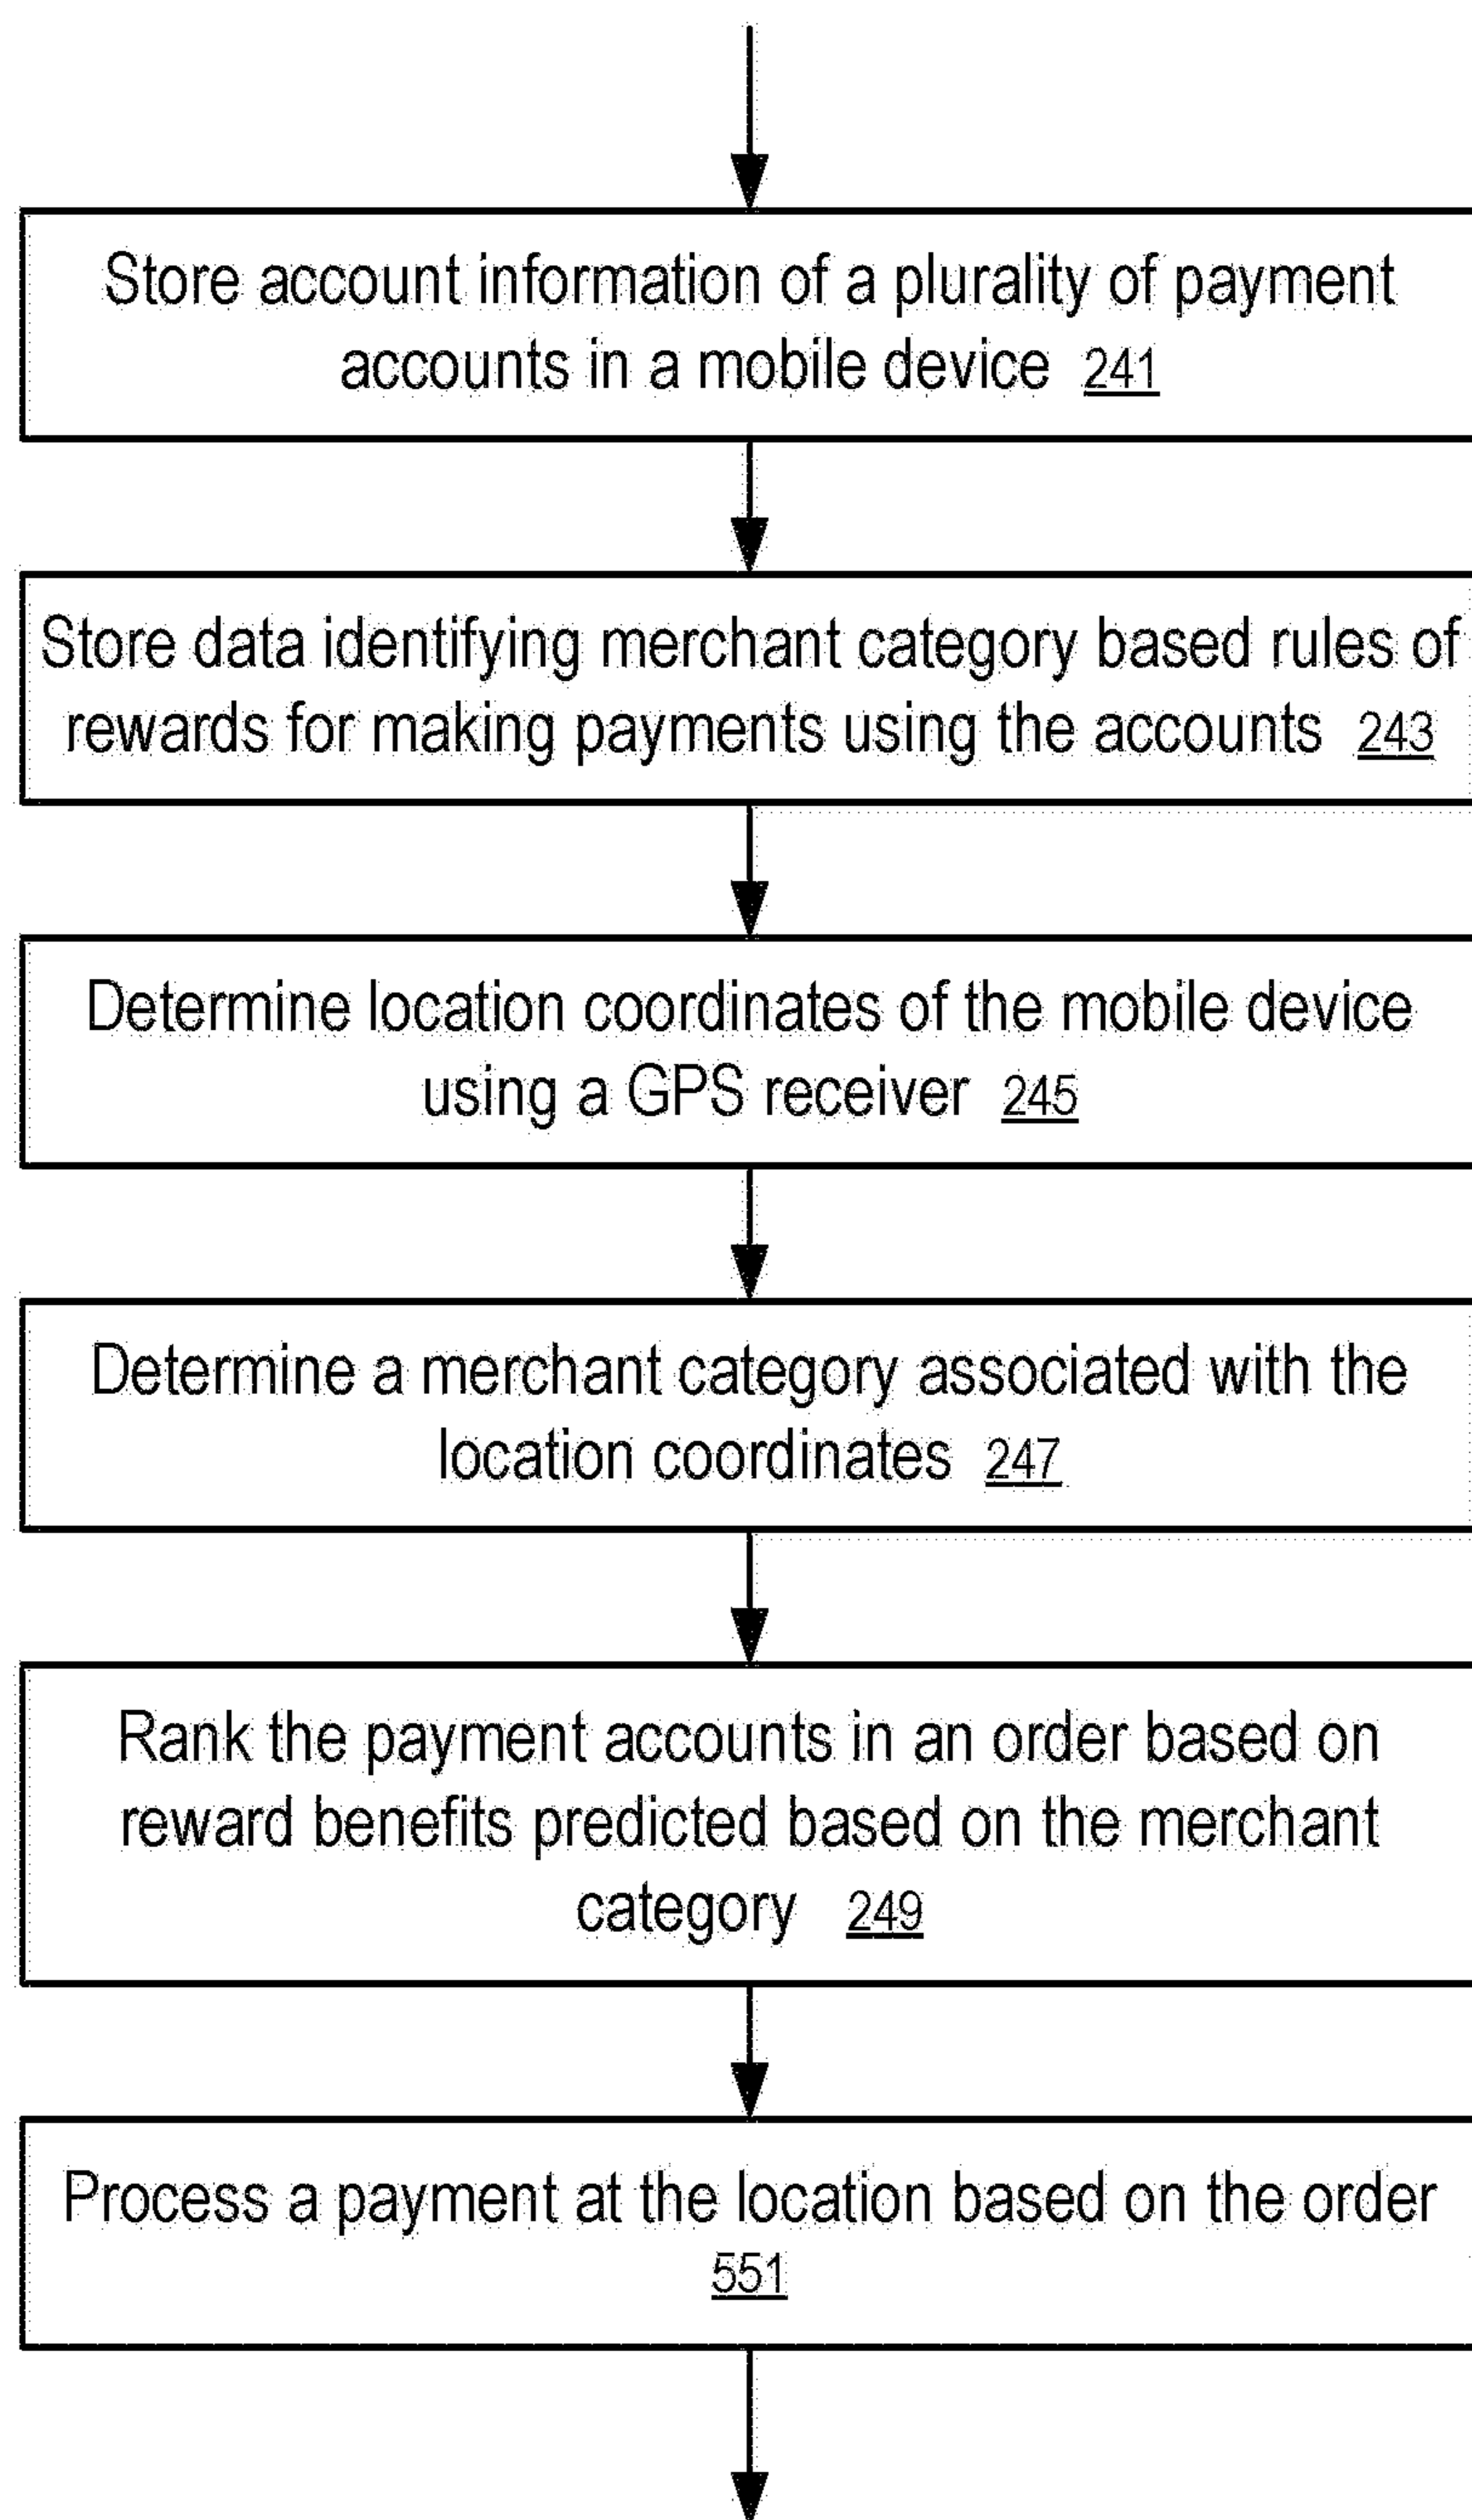 Store account information of a plurality of payment
accounts in a mobile device 241
Store data identifying merchant category based rules of
rewards for making payments using the accounts 243
Determine location coordinates of the mobile device
using a GPS receiver 245
Determine a merchant category associated with the
location coordinates 247
Rank the payment accounts in an order based on
reward benefits predicted based on the merchant
category 249
Process a payment at the location based on the order
551